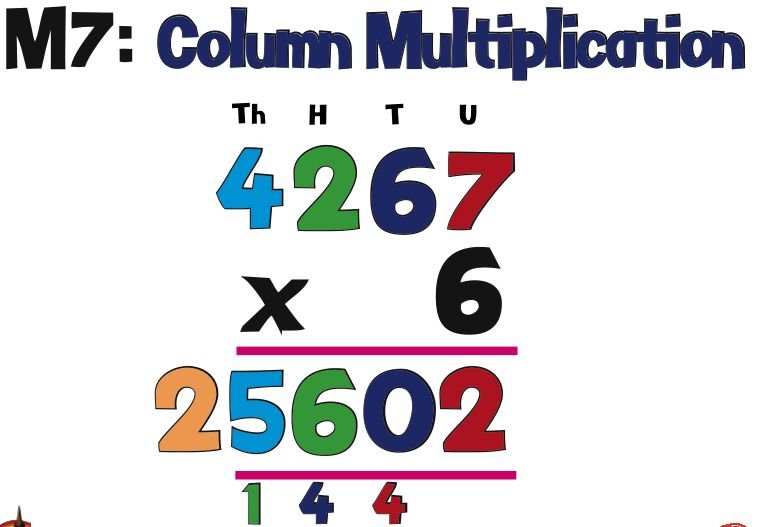 M7: Column Multiplication
Th H T U
4267
x 6
25602
1 4 4